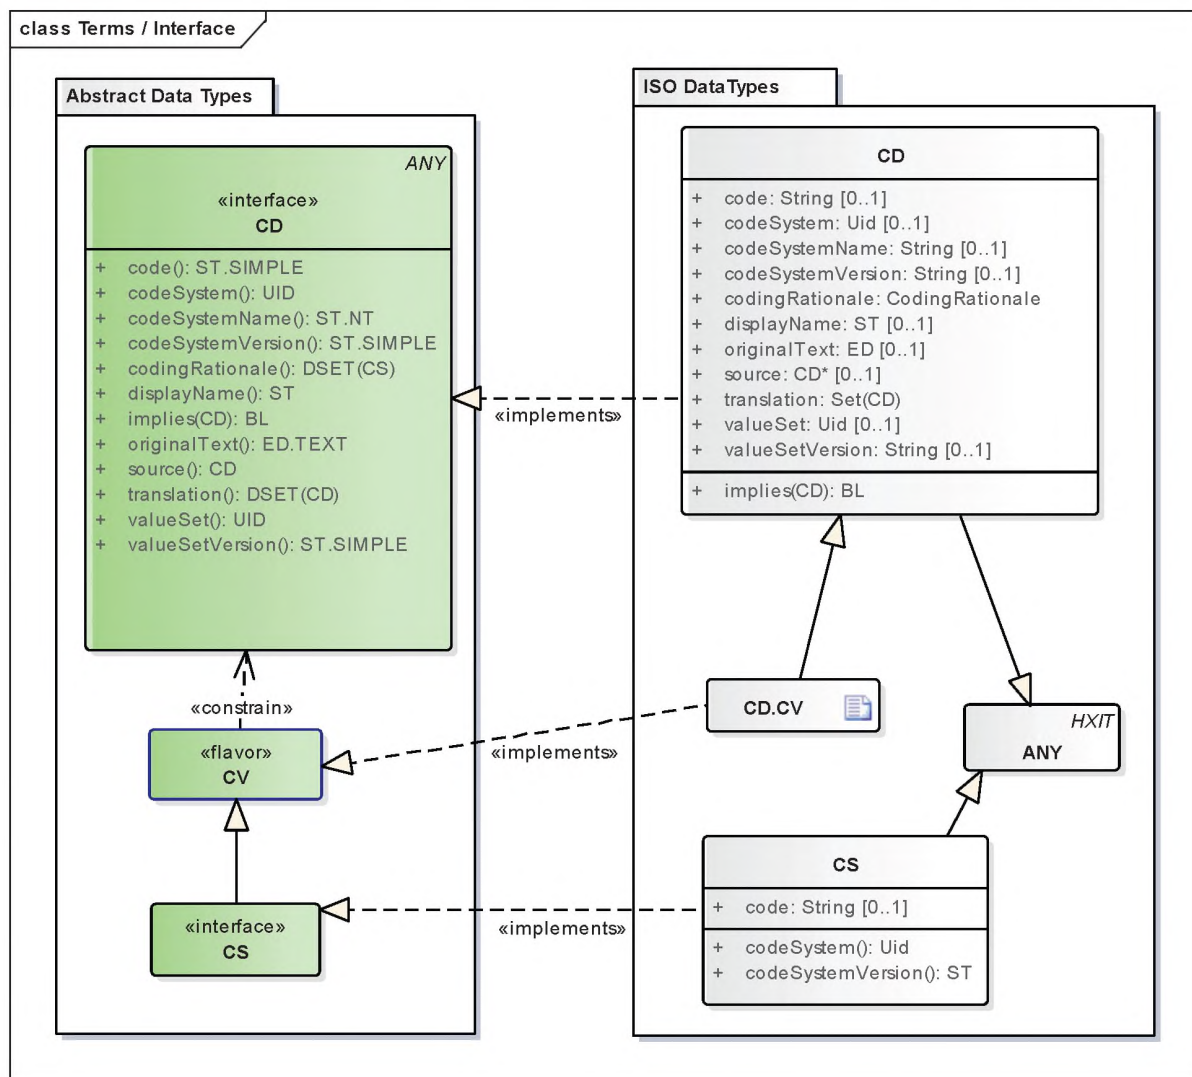 class Terms / Interface
Abstract Data Types
ANY
«interface»
CD
+ code(): ST.SIMPLE
+ codeSystem(): UID
+ codeSystemName(): ST.NT
+ codeSystemVersion(): ST.SIMPLE
+ codingRationale(): DSET(CS)
+ displayName(): ST
+ implies(CD): BL
+ originalText(): ED.TEXT
+ source(): CD
+ translation(): DSET(CD)
+ valueSet(): UID
+ valueSetVersion(): ST.SIMPLE
«constrain»
«flavor»
CV
«interface»
CS
«implements»
«implements»
«implements»
ISO DataTypes
CD
+ code: String [0..1]
+ codeSystem: Uid [0..1]
+ codeSystemName: String [0..1]
+ codeSystemVersion: String [0..1]
+ codingRationale: CodingRationale
+ displayName: ST [0..1]
+ originalText: ED [0..1]
+ source: CD* [0..1]
+ translation: Set(CD)
+ valueSet: Uid [0..1]
+ valueSetVersion: String [0..1]
+ implies(CD): BL
CD.CV
HXIT
ANY
CS
+ code: String [0..1]
+ codeSystem(): Uid
+ codeSystemVersion(): ST